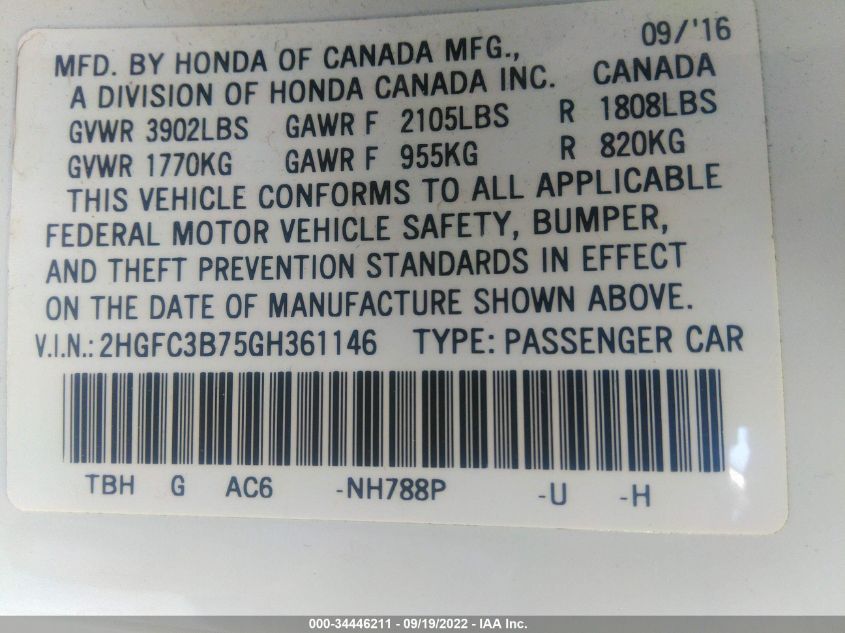 09/'16
MFD. BY HONDA OF CANADA MFG.,
A DIVISION OF HONDA CANADA INC. CANADA
GVWR 3902LBS GAWR F 2105LBS R 1808LBS
GVWR 1770KG GAWR F 955KG R 820KG
THIS VEHICLE CONFORMS TO ALL APPLICABLE
FEDERAL MOTOR VEHICLE SAFETY, BUMPER,
AND THEFT PREVENTION STANDARDS IN EFFECT
ON THE DATE OF MANUFACTURE SHOWN ABOVE.
V.I.N.: 2HGFC3B75GH361146 TYPE: PASSENGER CAR
TBH G AC6 -NH788P -U -H
000-34446211 - 09/19/2022 - IAA Inc.